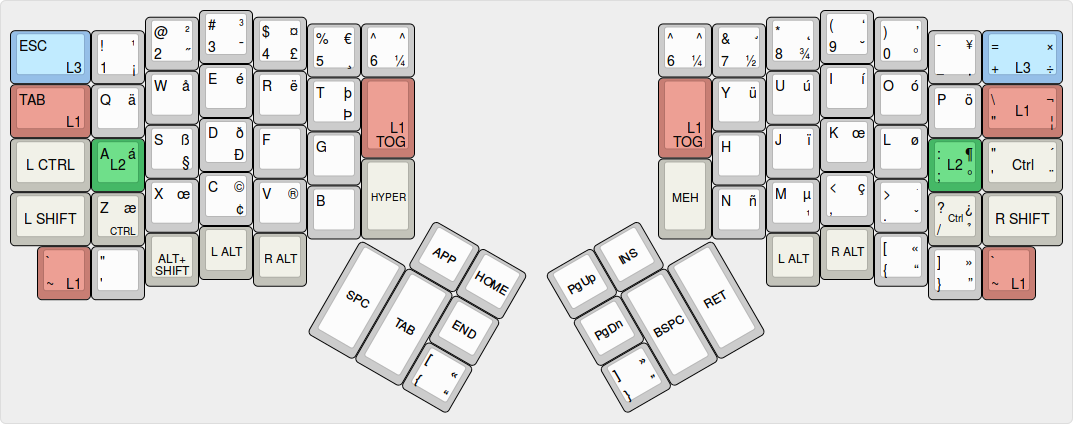 ESC L3
! ¹
1 ¡
@ ²
2 ˝
# ³
3 ¯
$ ¤
4 £
% €
5 ¸
^ ^
6 ¼
^ ^
6 ¼
& ̛
7 ½
* ˛
8 ¾
( ‘
9 ˘
) ’
0 °
- ¥
_
= ×
+ L3 ÷
TAB L1
Q ä
W å
E é
R ë
T þ
Þ
L1
TOG
L1
TOG
Y ü
U ú
I í
O ó
P ö
\ ¬
" L1 ¦
L CTRL
A L2 á
S ß
§
D ð
Ð
F
G
H
J ï
K œ
L ø
: ¶
; L2 °
" ´
' Ctrl ¨
L SHIFT
Z æ
CTRL
X œ
C ©
¢
V ®
B
HYPER
MEH
N ñ
M µ
¹
< ç
,
> ˙
. ˇ
? ¿
/ Ctrl
R SHIFT
`
~ L1
"
'
ALT+
SHIFT
L ALT
R ALT
L ALT
R ALT
[ «
{ “
] »
} ”
`
~ L1
APP
HOME
SPC
TAB
END
[ «
{ “
PgUp
INS
PgDn
BSPC
RET
] »
} ”